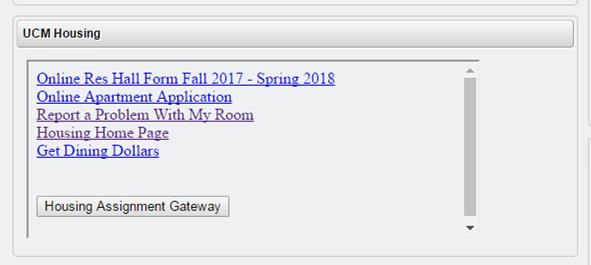 UCM Housing
Online Res Hall Form Fall 2017 - Spring 2018
Online Apartment Application
Report a Problem With My Room
Housing Home Page
Get Dining Dollars
Housing Assignment Gateway